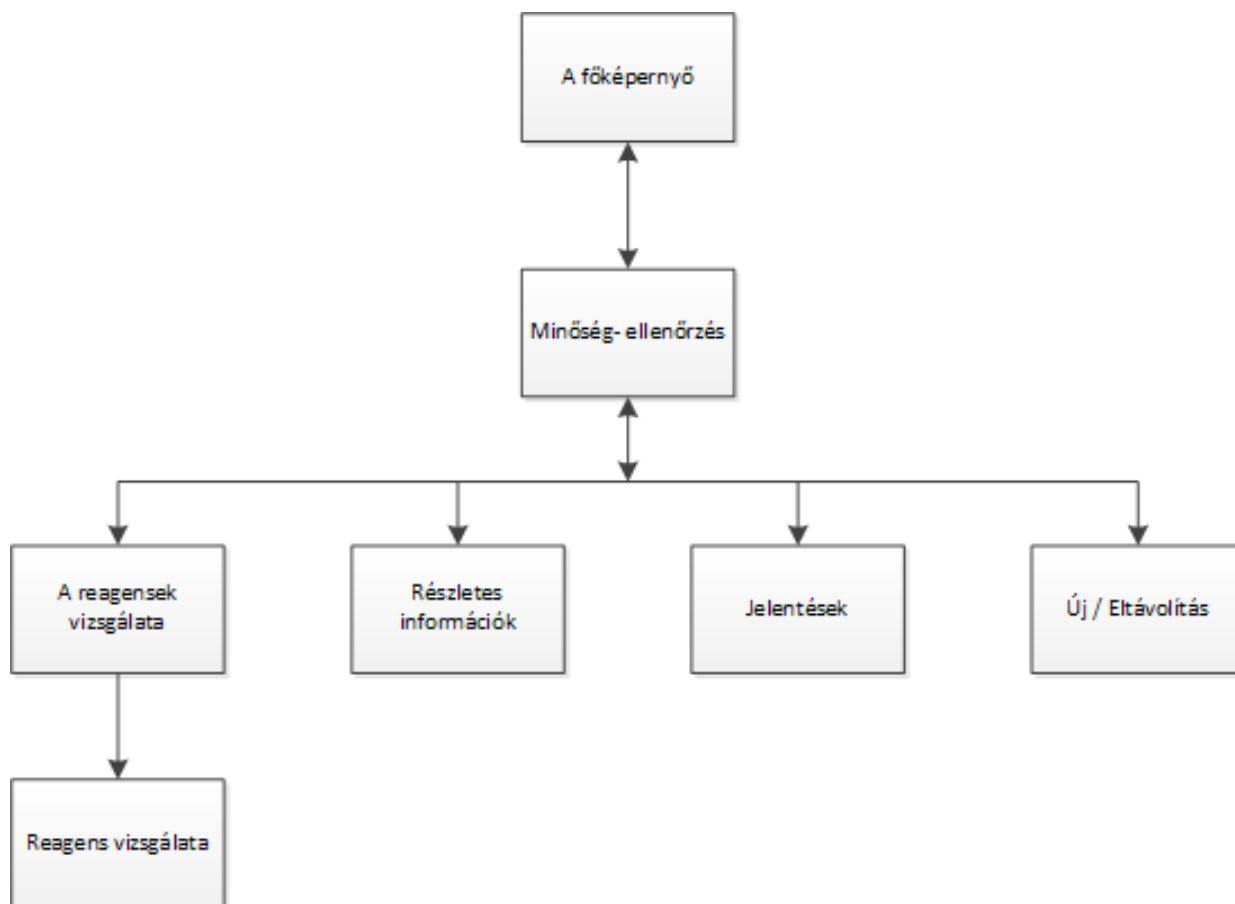 A főképernyő
Minőség- ellenőrzés
A reagensek
vizsgálata
Részletes
információk
Jelentések
Új / Eltávolítás
Reagens vizsgálata